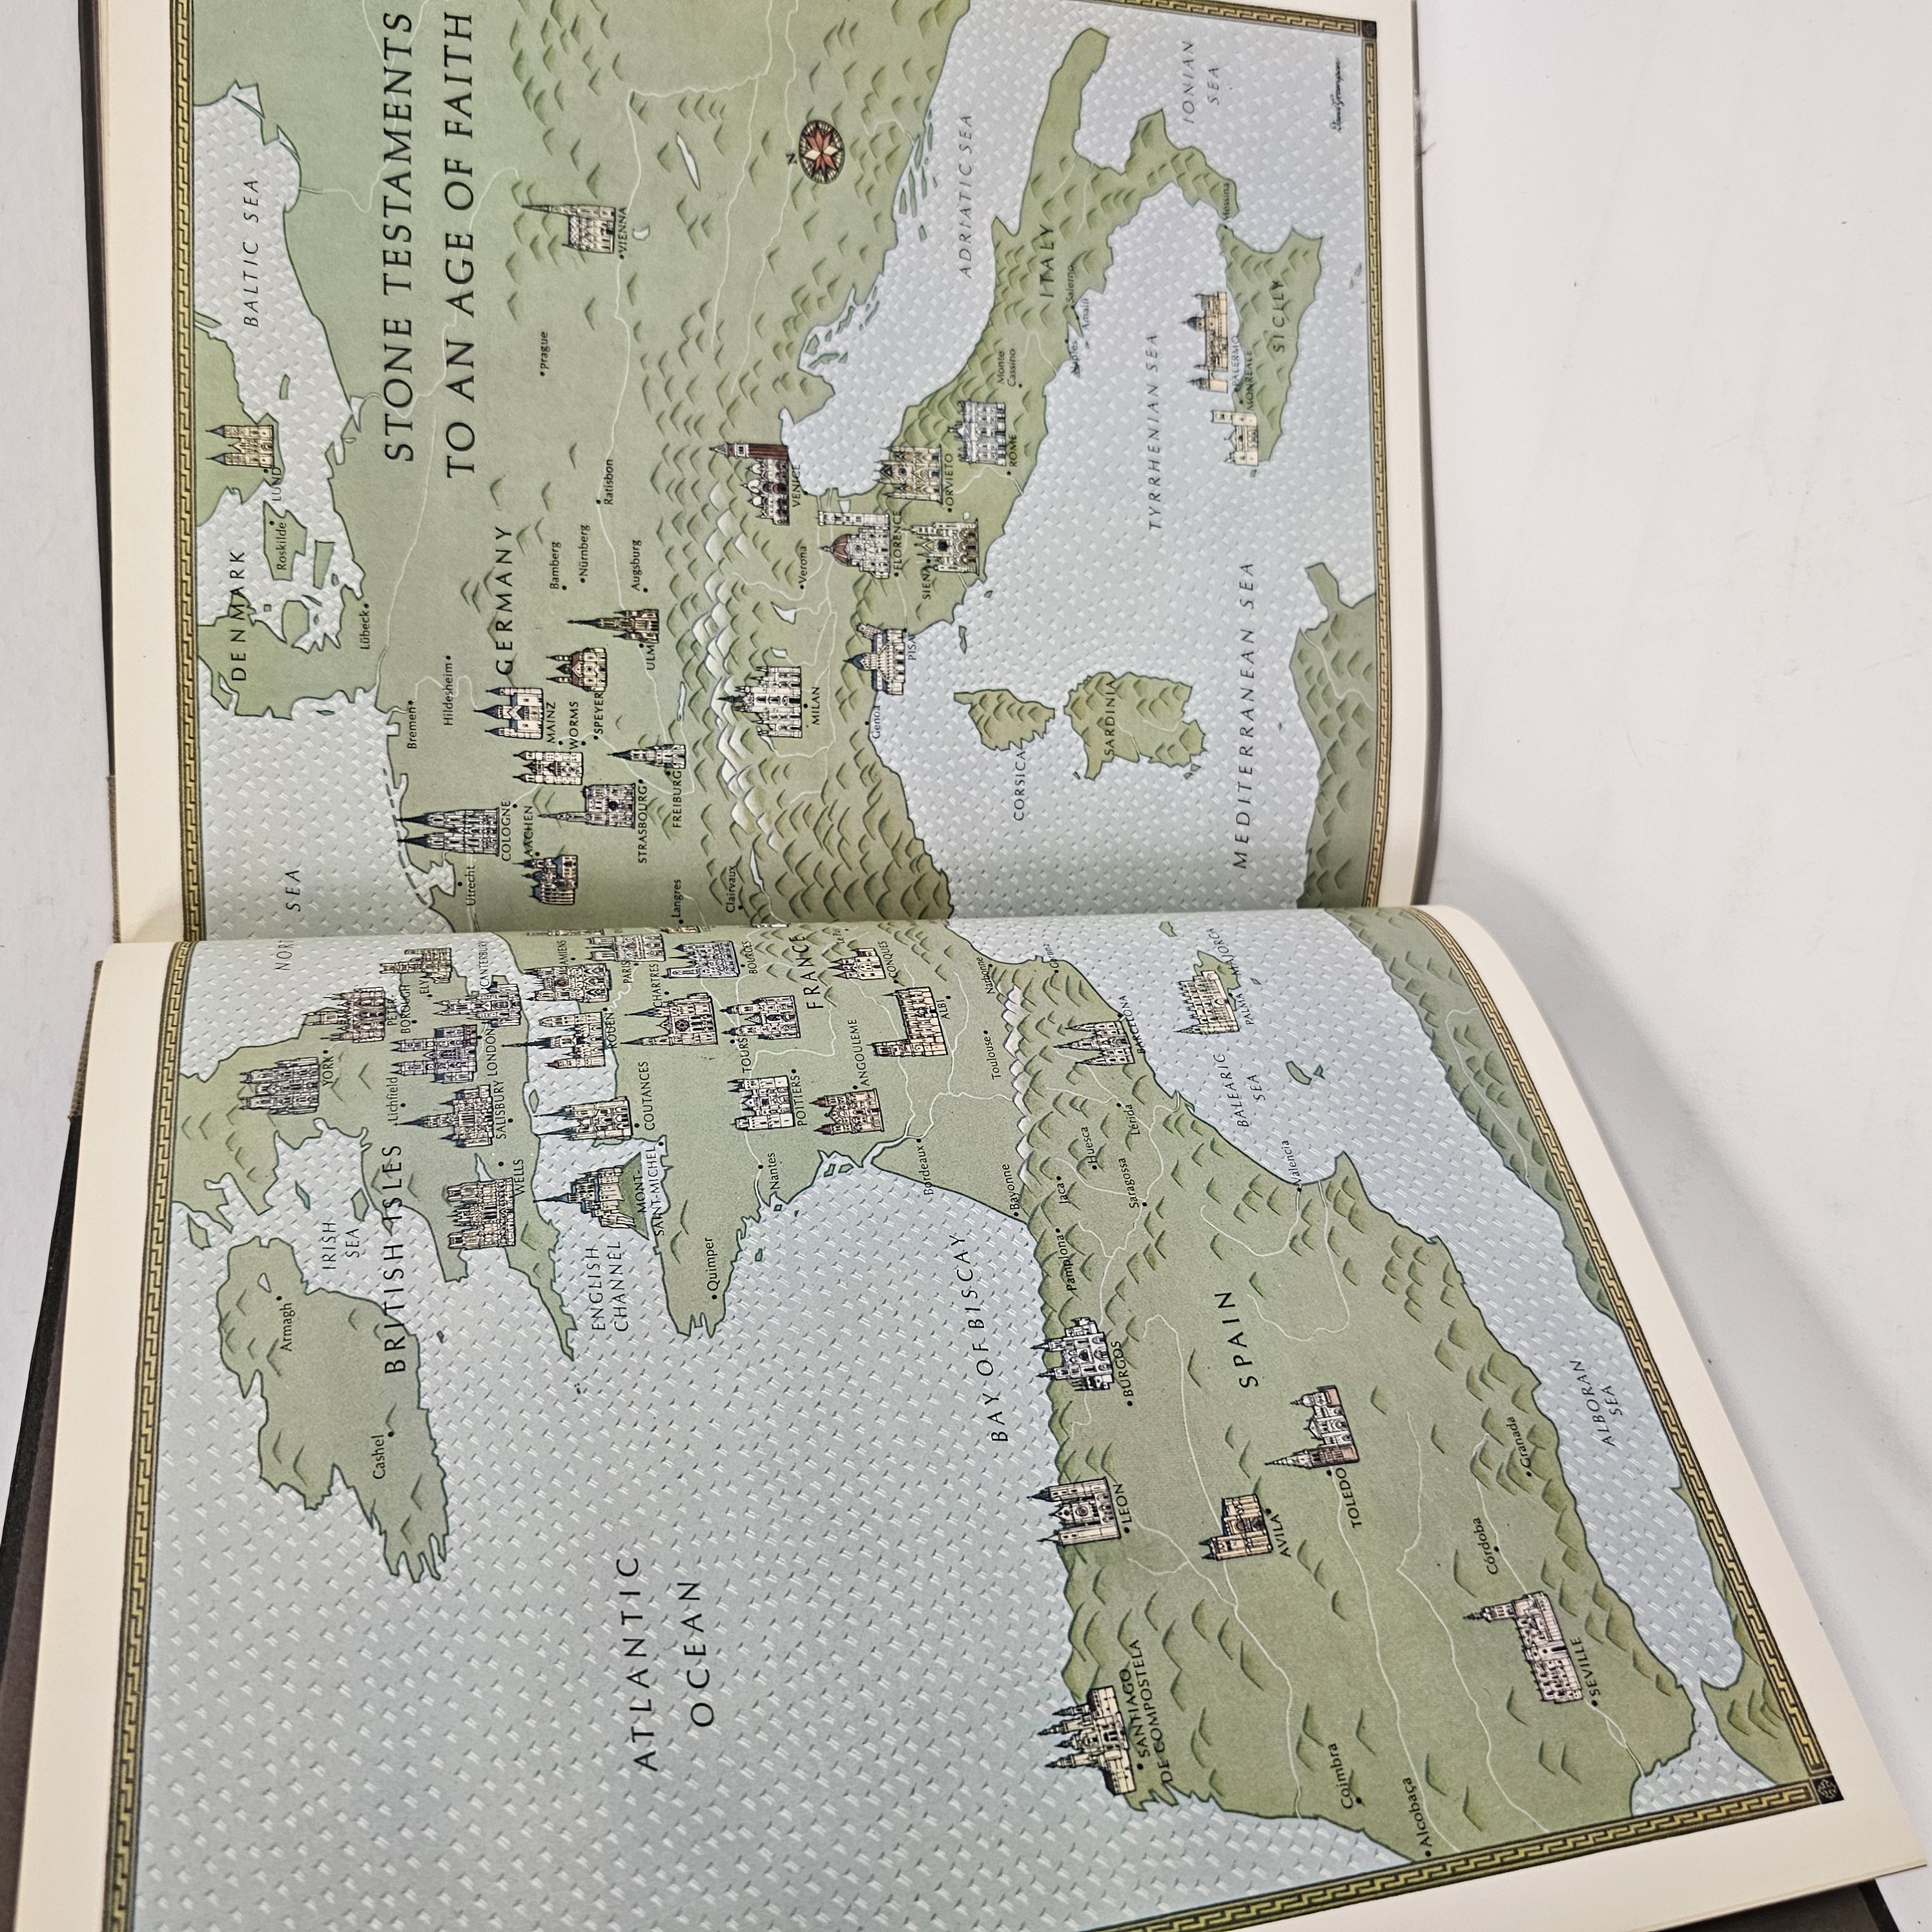 Armagh
IRISH
SEA
Cashel
BRITISH ISLES
YORK
PETER-
BOROUGH
Lichfield
ELY
SALISBURY
LONDON
CANTERBURY
WELLS
ENGLISH
CHANNEL
ATLANTIC
OCEAN
MONT-
SAINT-MICHEL
COUTANCES
ROUEN
AMIENS
PARIS
CHARTRES
Quimper
Nantes
TOURS
BOURGES
POITIERS
FRANCE
ANGOULEME
Le Puy
CONQUES
Bordeaux
ALBI
BAY OF BISCAY
Toulouse
Narbonne
Bayonne
SANTIAGO
DE COMPOSTELA
LEON
BURGOS
Pamplona
Jaca
Huesca
Saragossa
Lérida
BARCELONA
AVILA
SPAIN
BALEARIC
SEA
PALMA
MAJORCA
Valencia
TOLEDO
Coimbra
Alcobaça
Córdoba
Granada
SEVILLE
ALBORAN
SEA
SEA
DENMARK
Roskilde
LUND
BALTIC SEA
Lübeck
STONE TESTAMENTS
TO AN AGE OF FAITH
Bremen
Hildesheim
Utrecht
COLOGNE
GERMANY
AACHEN
MAINZ
WORMS
SPEYER
Bamberg
Nürnberg
Prague
Ratisbon
VIENNA
STRASBOURG
ULM
Augsburg
FREIBURG
Langres
Clairvaux
MILAN
Verona
VENICE
N
Genoa
PISA
FLORENCE
SIENA
ORVIETO
ADRIATIC SEA
ROME
Monte
Cassino
CORSICA
ITALY
Naples
Salerno
Amalfi
SARDINIA
TYRRHENIAN SEA
IONIAN
SEA
MEDITERRANEAN SEA
PALERMO
MONREALE
Messina
SICILY